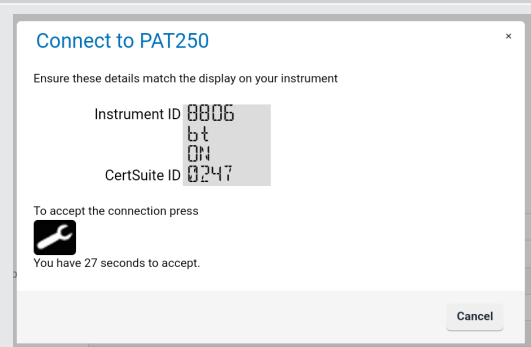 Connect to PAT250
×
Ensure these details match the display on your instrument
Instrument ID 8806
bt
ON
CertSuite ID 0247
To accept the connection press
You have 27 seconds to accept.
Cancel